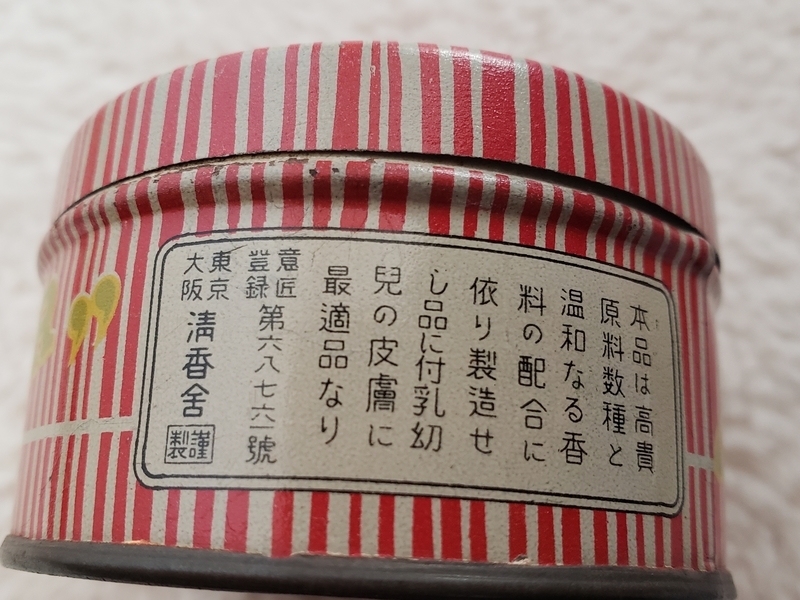 本品は高貴
原料数種と
温和なる香
料の配合に
依り製造せ
し品に付乳幼
兒の皮膚に
最適品なり
意匠
登録
第六八七六一號
東京
大阪
清香舍
謹製